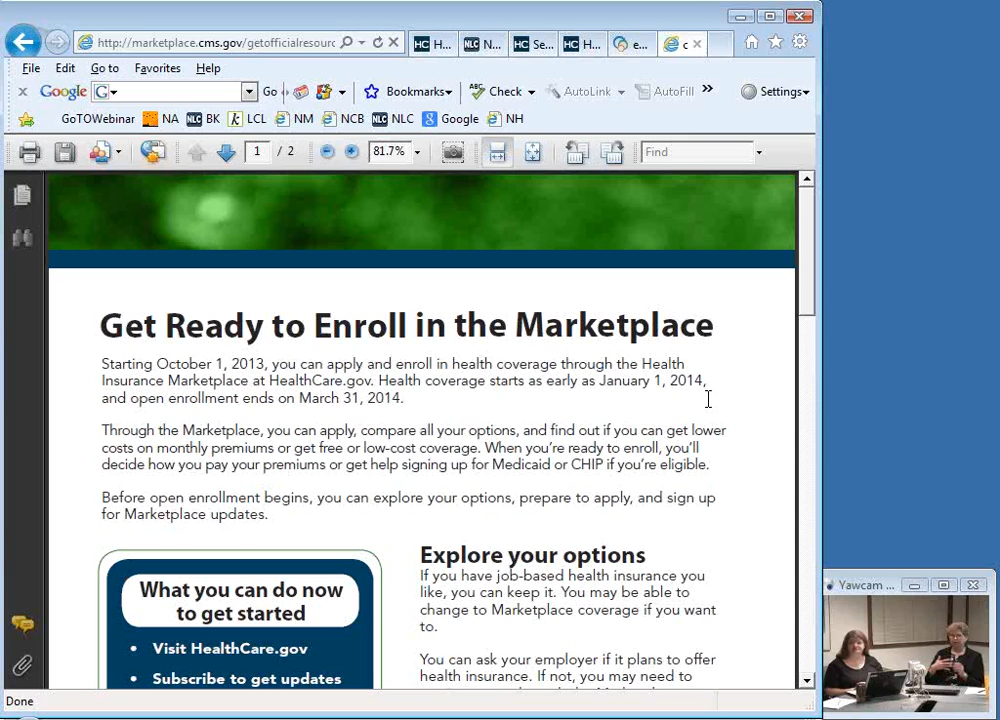 http://marketplace.cms.gov/getofficialresourc
HC H...
NLC N...
HC Se...
HC H...
e...
c
File Edit Go to Favorites Help
x Google G Go Bookmarks ABC Check AutoLink AutoFill » Settings
GoTOWebinar NA NLC BK k LCL NM NCB NLC NLC g Google NH
1 / 2 81.7% Find
Get Ready to Enroll in the Marketplace
Starting October 1, 2013, you can apply and enroll in health coverage through the Health
Insurance Marketplace at HealthCare.gov. Health coverage starts as early as January 1, 2014,
and open enrollment ends on March 31, 2014.
Through the Marketplace, you can apply, compare all your options, and find out if you can get lower
costs on monthly premiums or get free or low-cost coverage. When you're ready to enroll, you'll
decide how you pay your premiums or get help signing up for Medicaid or CHIP if you're eligible.
Before open enrollment begins, you can explore your options, prepare to apply, and sign up
for Marketplace updates.
What you can do now
to get started
• Visit HealthCare.gov
• Subscribe to get updates
Explore your options
If you have job-based health insurance you
like, you can keep it. You may be able to
change to Marketplace coverage if you want
to.
You can ask your employer if it plans to offer
health insurance. If not, you may need to
Done
Yawcam ...